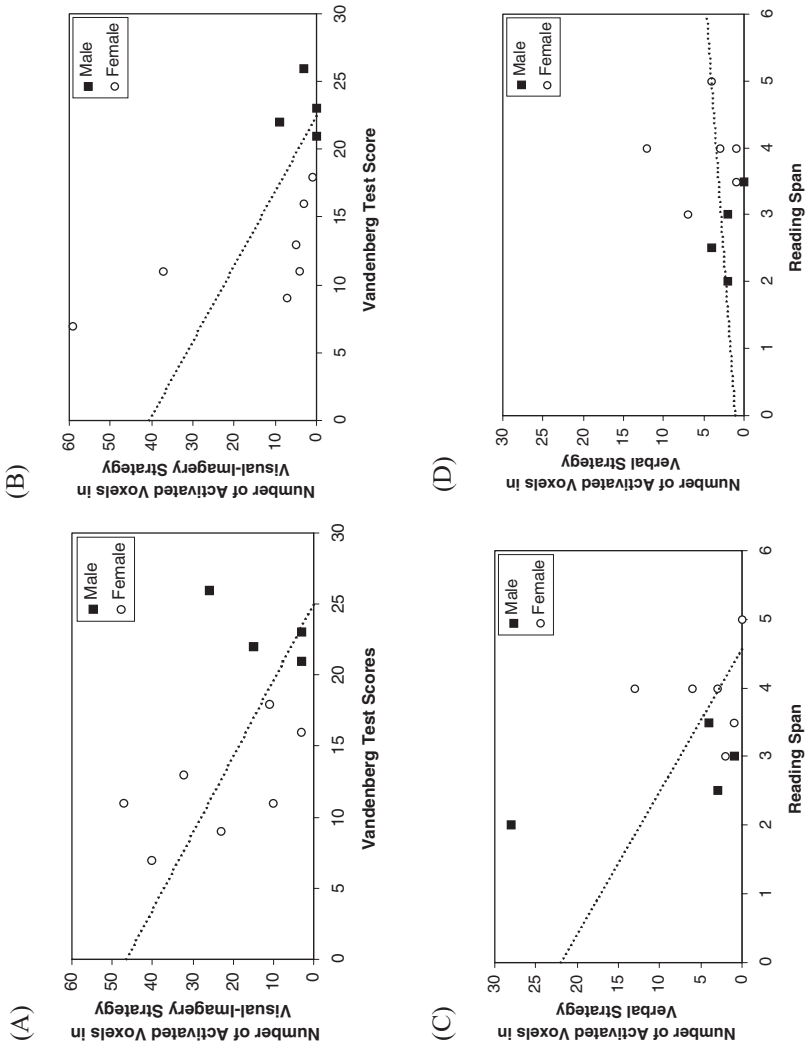 (A)
Number of Activated Voxels in
Visual-Imagery Strategy
60
50
40
30
20
10
0
0 5 10 15 20 25 30
Vandenberg Test Scores
Male
Female
(B)
Number of Activated Voxels in
Visual-Imagery Strategy
60
50
40
30
20
10
0
0 5 10 15 20 25 30
Vandenberg Test Score
Male
Female
(C)
Number of Activated Voxels in
Verbal Strategy
30
25
20
15
10
5
0
0 1 2 3 4 5 6
Reading Span
Male
Female
(D)
Number of Activated Voxels in
Verbal Strategy
30
25
20
15
10
5
0
0 1 2 3 4 5 6
Reading Span
Male
Female